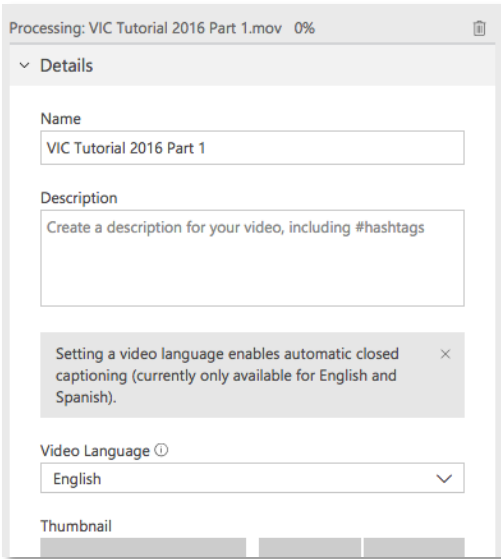 Processing: VIC Tutorial 2016 Part 1.mov 0%
Details
Name
VIC Tutorial 2016 Part 1
Description
Create a description for your video, including #hashtags
Setting a video language enables automatic closed
captioning (currently only available for English and
Spanish).
Video Language
English
Thumbnail